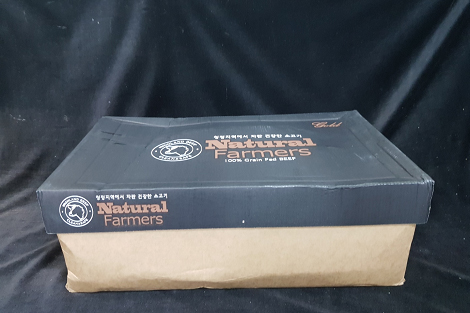 Gold
청정지역에서 자란 건강한 소고기
Natural
Farmers
100% Grain Fed BEEF
청정지역에서 자란 건강한 소고기
Natural
Farmers